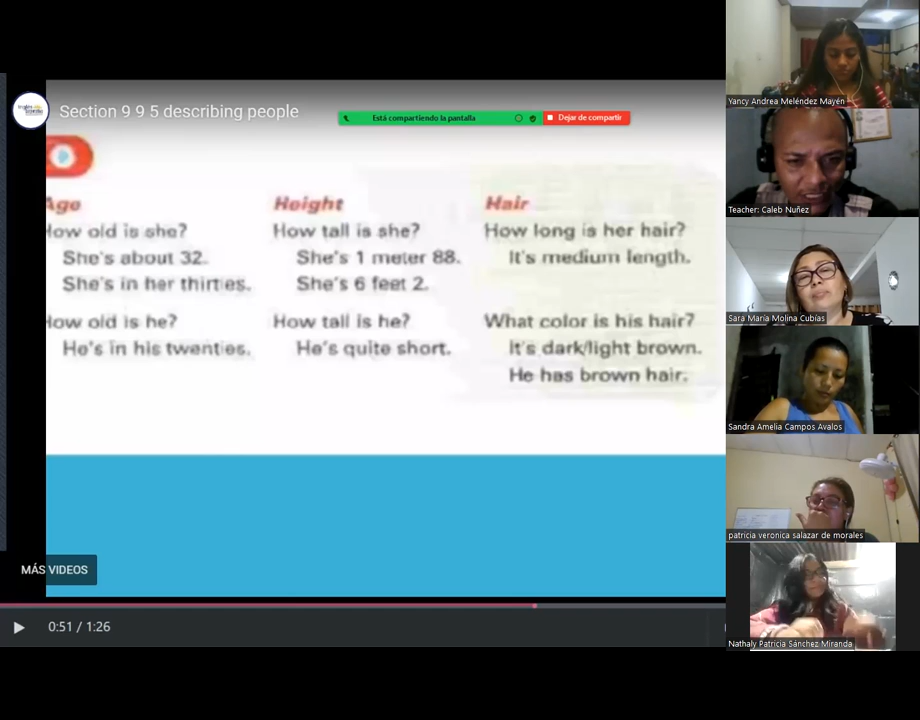 Section 9 9 5 describing people
Está compartiendo la pantalla
Dejar de compartir
Age
How old is she?
She's about 32.
She's in her thirties.
How old is he?
He's in his twenties.
Height
How tall is she?
She's 1 meter 88.
She's 6 feet 2.
How tall is he?
He's quite short.
Hair
How long is her hair?
It's medium length.
What color is his hair?
It's dark/light brown.
He has brown hair.
MÁS VIDEOS
0:51 / 1:26
Yancy Andrea Meléndez Mayén
Teacher: Caleb Nuñez
Sara María Molina Cubías
Sandra Amelia Campos Avalos
patricia veronica salazar de morales
Nathaly Patricia Sánchez Miranda